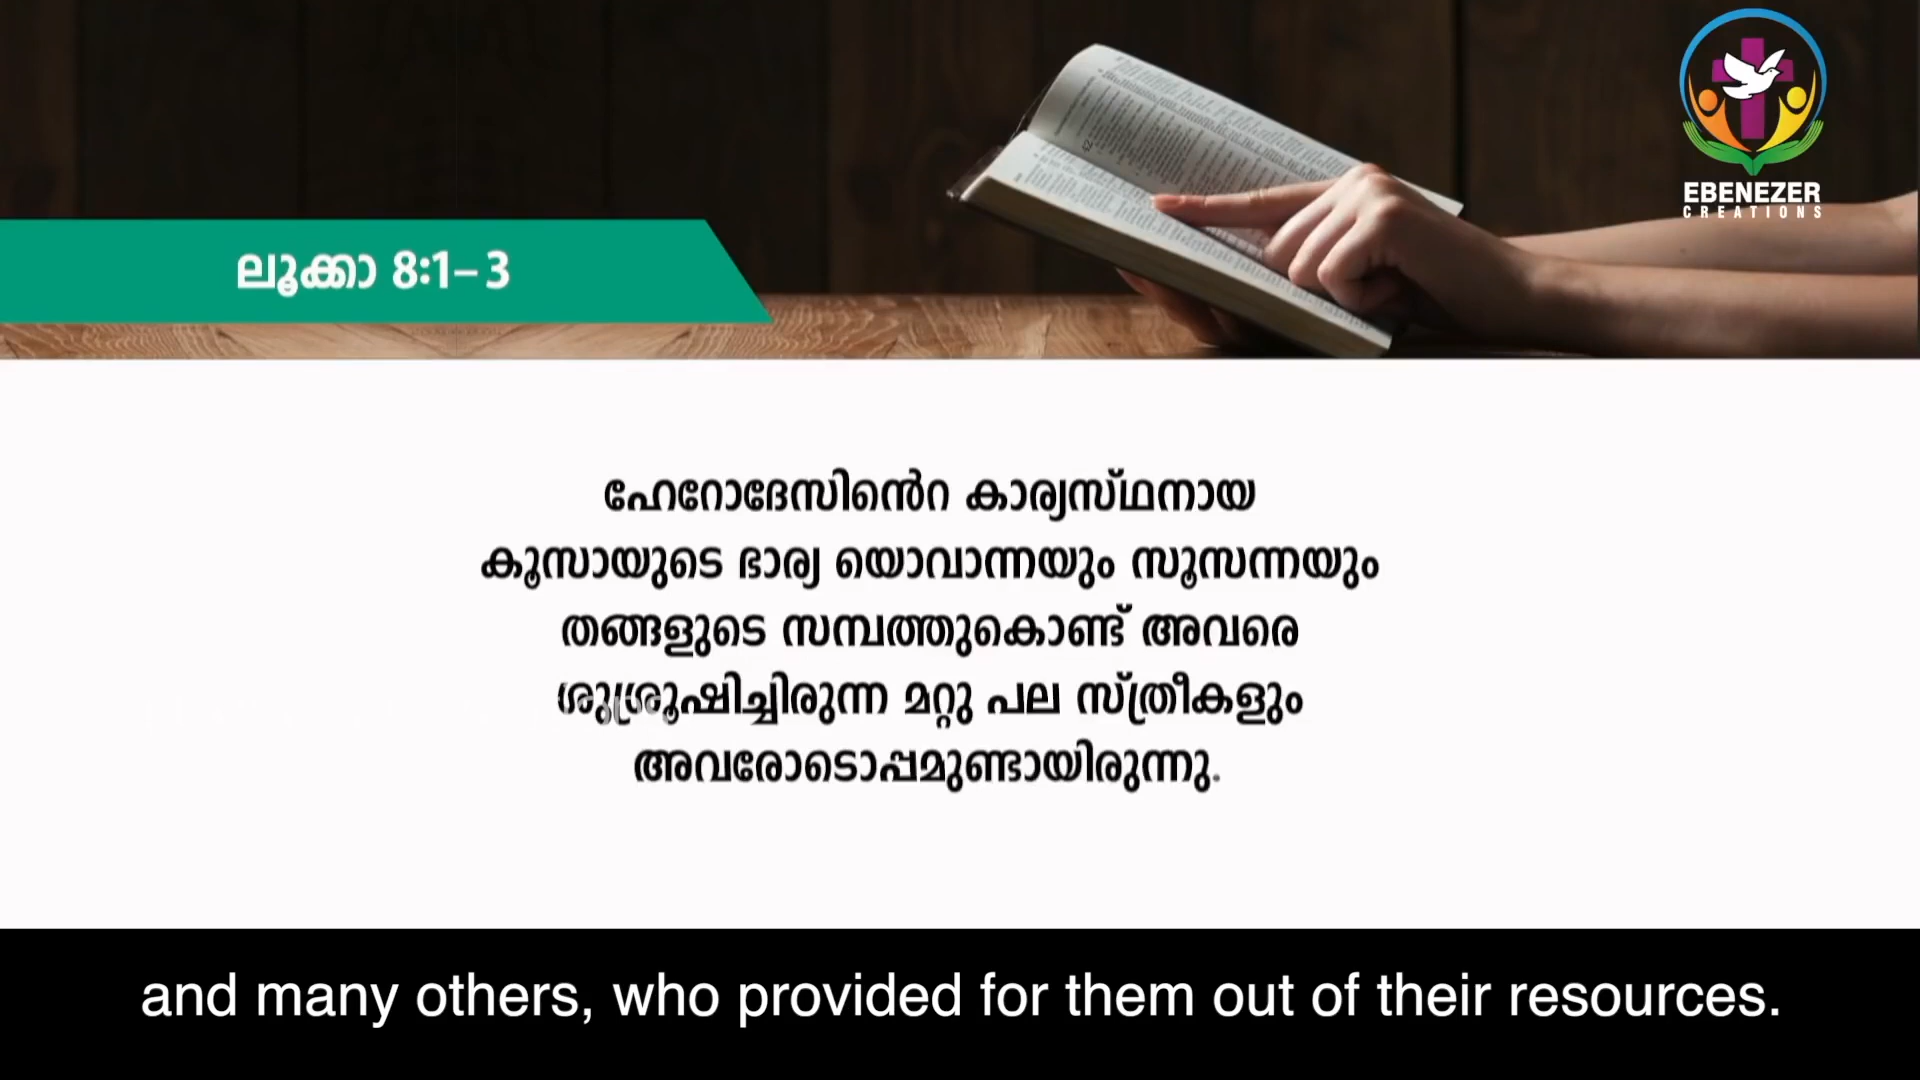 EBENEZER
CREATIONS
ലൂക്കാ 8:1-3
ഹേറോദേസിൻെറ കാര്യസ്ഥനായ
കൂസായുടെ ഭാര്യ യൊവാന്നയും സൂസന്നയും
തങ്ങളുടെ സമ്പത്തുകൊണ്ട് അവരെ
ശുശ്രൂഷിച്ചിരുന്ന മറ്റു പല സ്ത്രീകളും
അവരോടൊപ്പമുണ്ടായിരുന്നു.
and many others, who provided for them out of their resources.